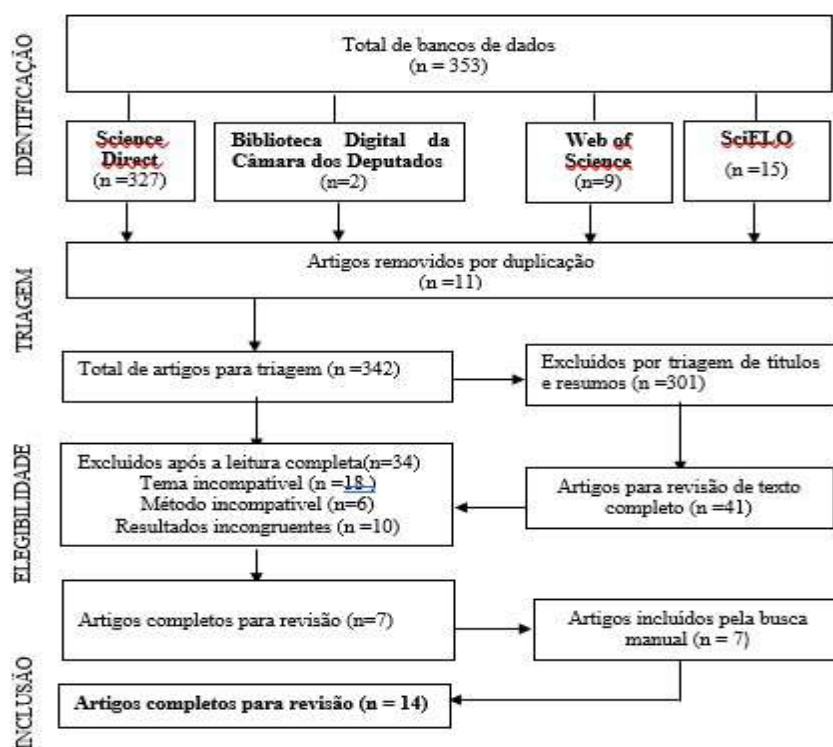 IDENTIFICAÇÃO
Total de bancos de dados
(n = 353)
Science
Direct
(n =327)
Biblioteca Digital da
Câmara dos Deputados
(n=2)
Web of
Science
(n=9)
SciELO
(n =15)
TRIAGEM
Artigos removidos por duplicação
(n =11)
Total de artigos para triagem (n =342)
Excluídos por triagem de títulos
e resumos (n =301)
ELEGIBILIDADE
Excluídos após a leitura completa(n=34)
Tema incompatível (n =18 )
Método incompatível (n=6)
Resultados incongruentes (n =10)
Artigos para revisão de texto
completo (n =41)
Artigos completos para revisão (n=7)
Artigos incluídos pela busca
manual (n = 7)
INCLUSÃO
Artigos completos para revisão (n = 14)